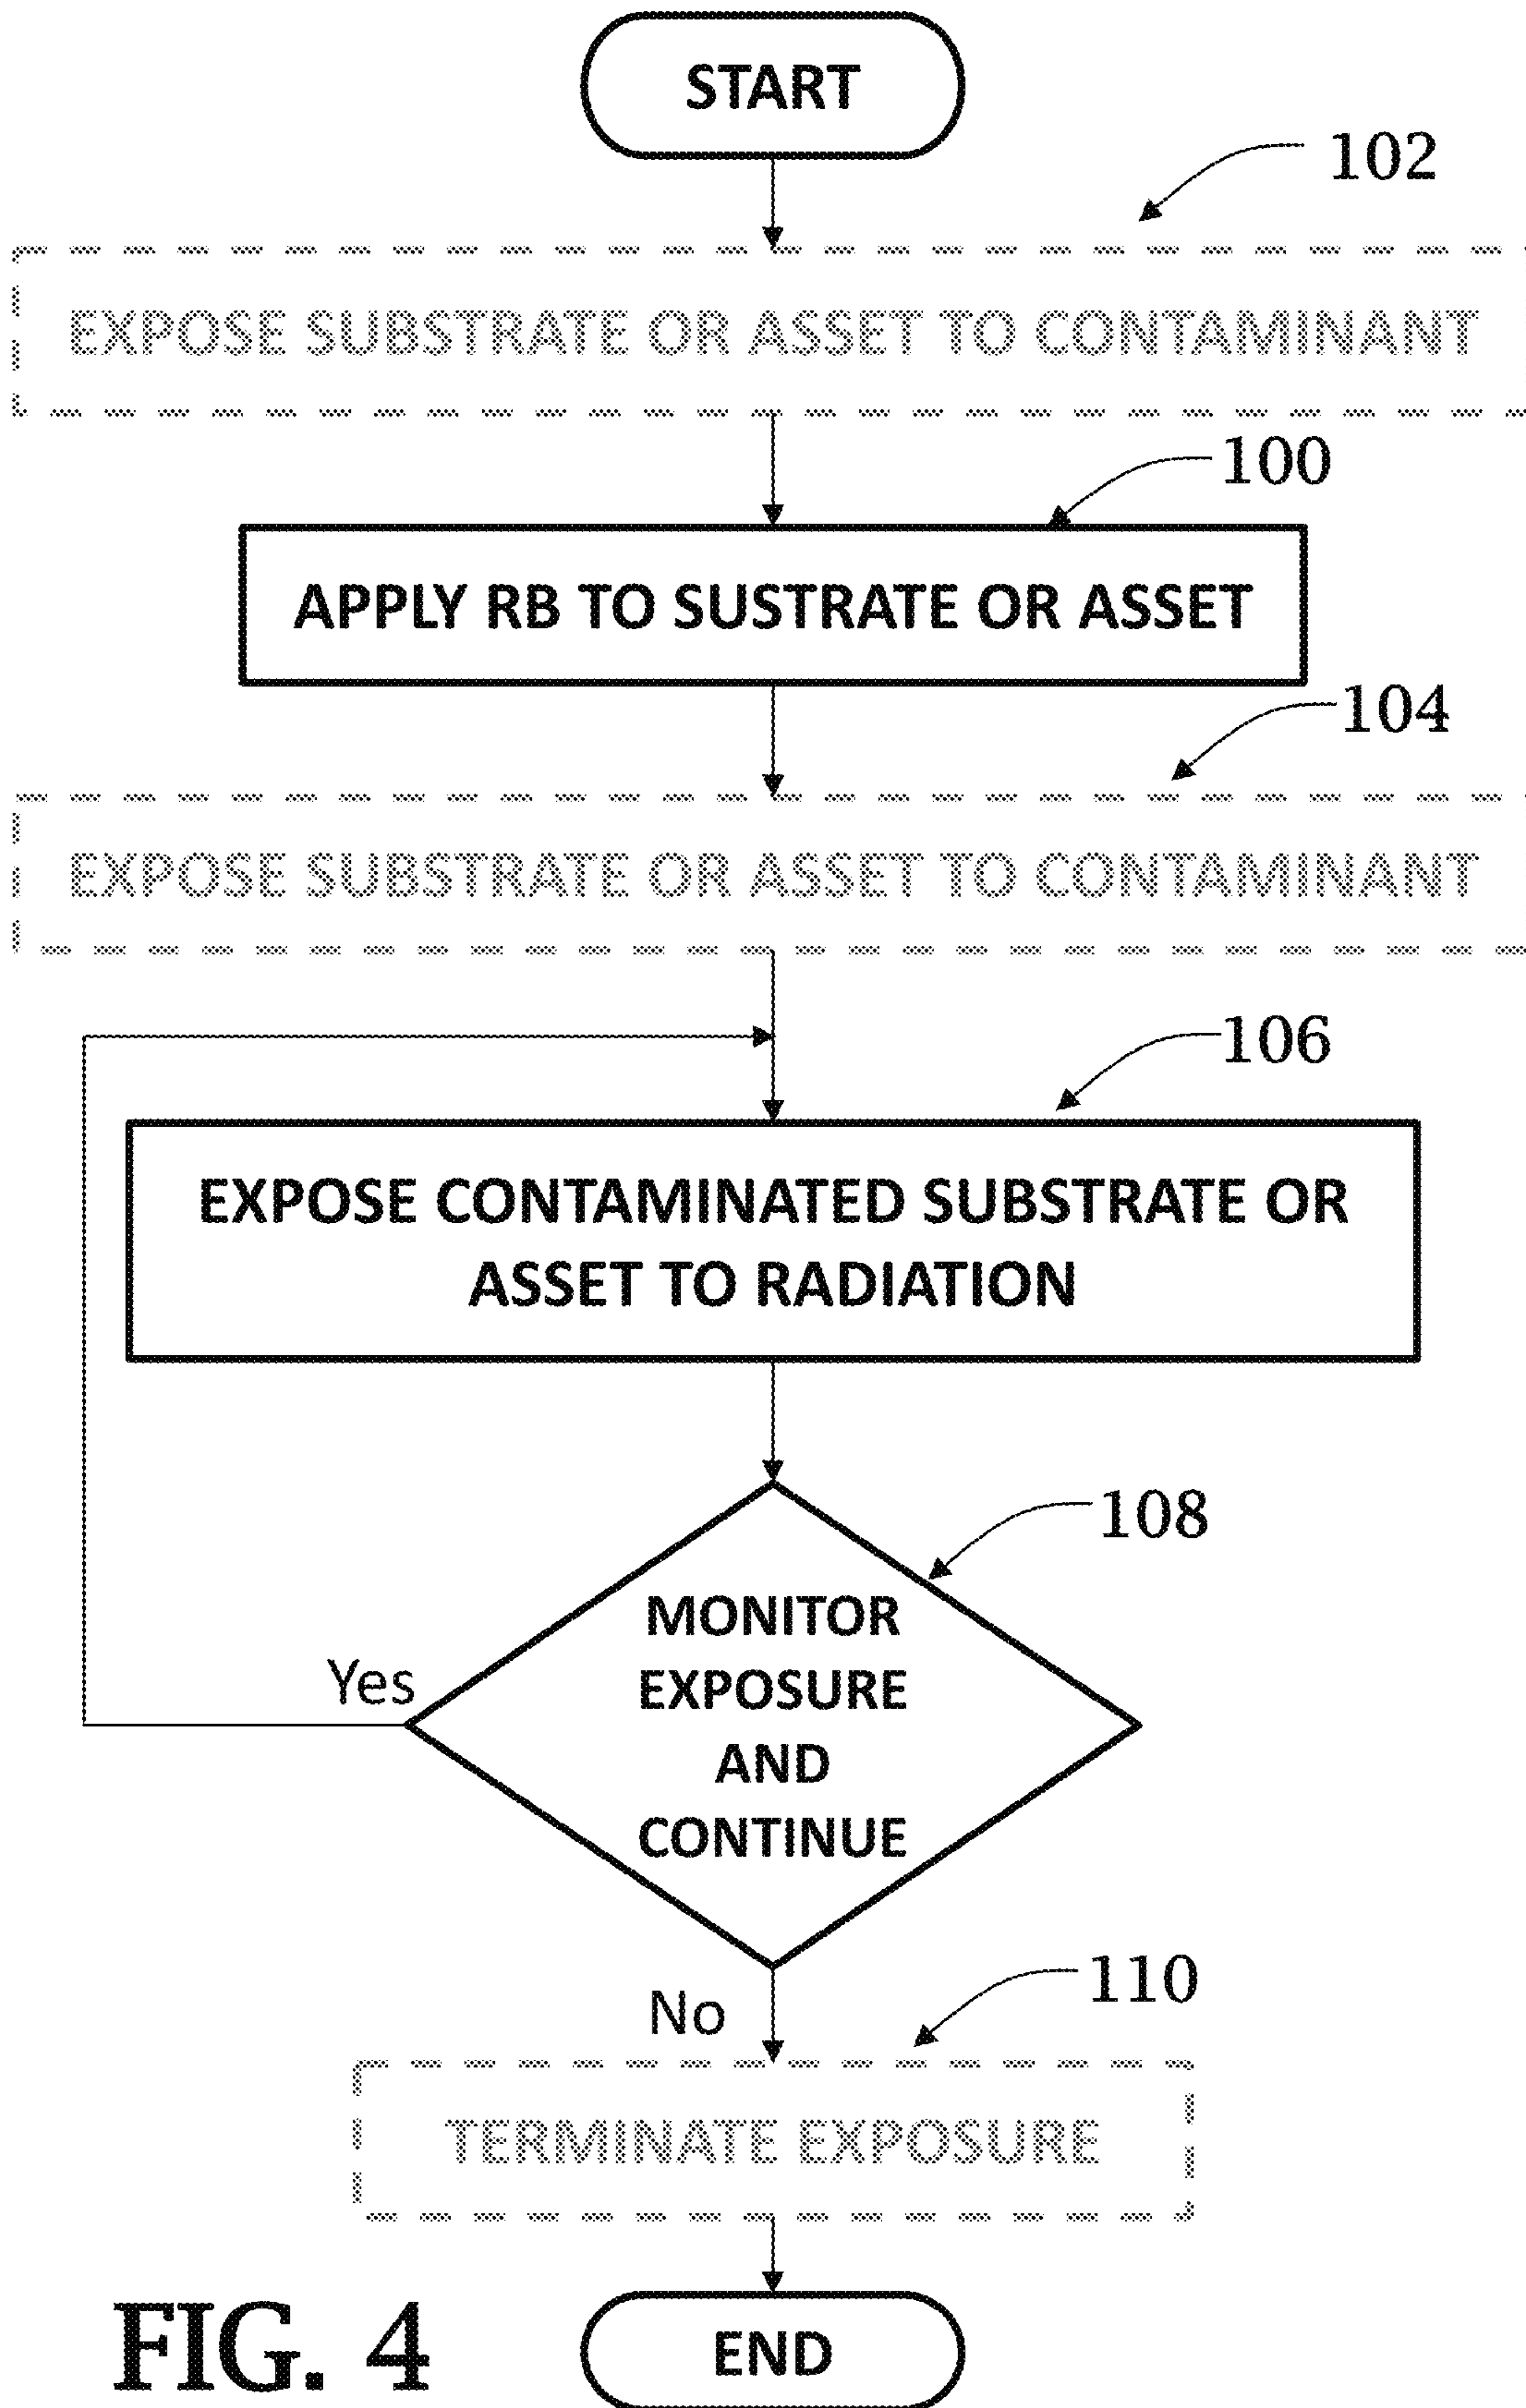 START
102
EXPOSE SUBSTRATE OR ASSET TO CONTAMINANT
100
APPLY RB TO SUSTRATE OR ASSET
104
EXPOSE SUBSTRATE OR ASSET TO CONTAMINANT
106
EXPOSE CONTAMINATED SUBSTRATE OR
ASSET TO RADIATION
108
MONITOR
EXPOSURE
AND
CONTINUE
Yes
No
110
TERMINATE EXPOSURE
END
FIG. 4